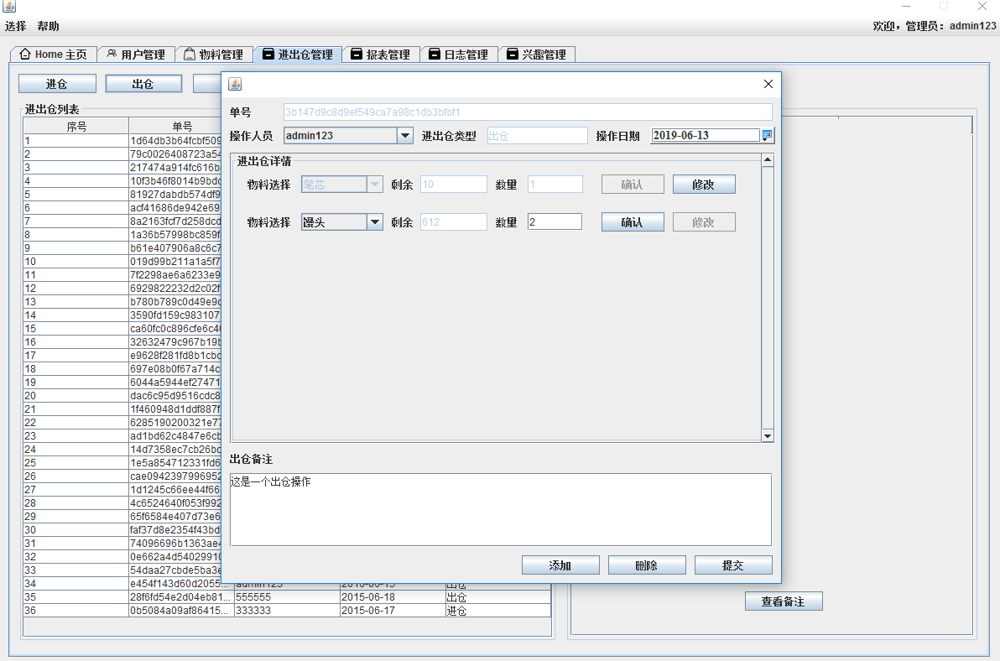 选择 帮助 欢迎，管理员：admin123
Home 主页 用户管理 物料管理 进出仓管理 报表管理 日志管理 兴趣管理
进仓 出仓
进出仓列表
序号 单号
1 1d64db3b64fcbf509
2 79c0026408723a54
3 217474a914fc616b
4 10f3b46f8014b9bdc
5 81927dabdb574df9
6 acf41686de942e69
7 8a2163fcf7d258dcd
8 1a36b57998bc859f
9 b61e407906a8c6c7
10 019d99b211a1a5f7
11 7f2298ae6a6233e9
12 6929822232d2c02f
13 b780b789c0d49e9c
14 3590fd159c983107
15 ca60fc0c896cfe6c4
16 32632479c967b19b
17 e9628f281fd8b1cbc
18 697e08b0f67a714c
19 6044a5944ef27471
20 dac6c95d9516cdc8
21 1f460948d1ddf887f
22 6285190200321e77
23 ad1bd62c4847e6cb
24 14d7358ec7cb26bc
25 1e5a854712331fd6
26 cae0942397996952
27 1d1245c66ee44f66
28 4c6524640f053f992
29 65f6584e407d73e6
30 faf37d8e2354f43bd
31 74096696b1363ae4
32 0e662a4d54029910
33 54daa27cbde5ba3e
34 e454f143d60d2055... admin123 2016-06-15 出仓
35 28f6fd54e2d04eb81... 555555 2015-06-18 出仓
36 0b5084a09af86415... 333333 2015-06-17 进仓
单号 3b147d9c8d9ef549ca7a98c1db3bfbf1
操作人员 admin123 进出仓类型 出仓 操作日期 2019-06-13
进出仓详情
物料选择 笔芯 剩余 10 数量 1 确认 修改
物料选择 馒头 剩余 612 数量 2 确认 修改
出仓备注
这是一个出仓操作
添加 删除 提交
查看备注